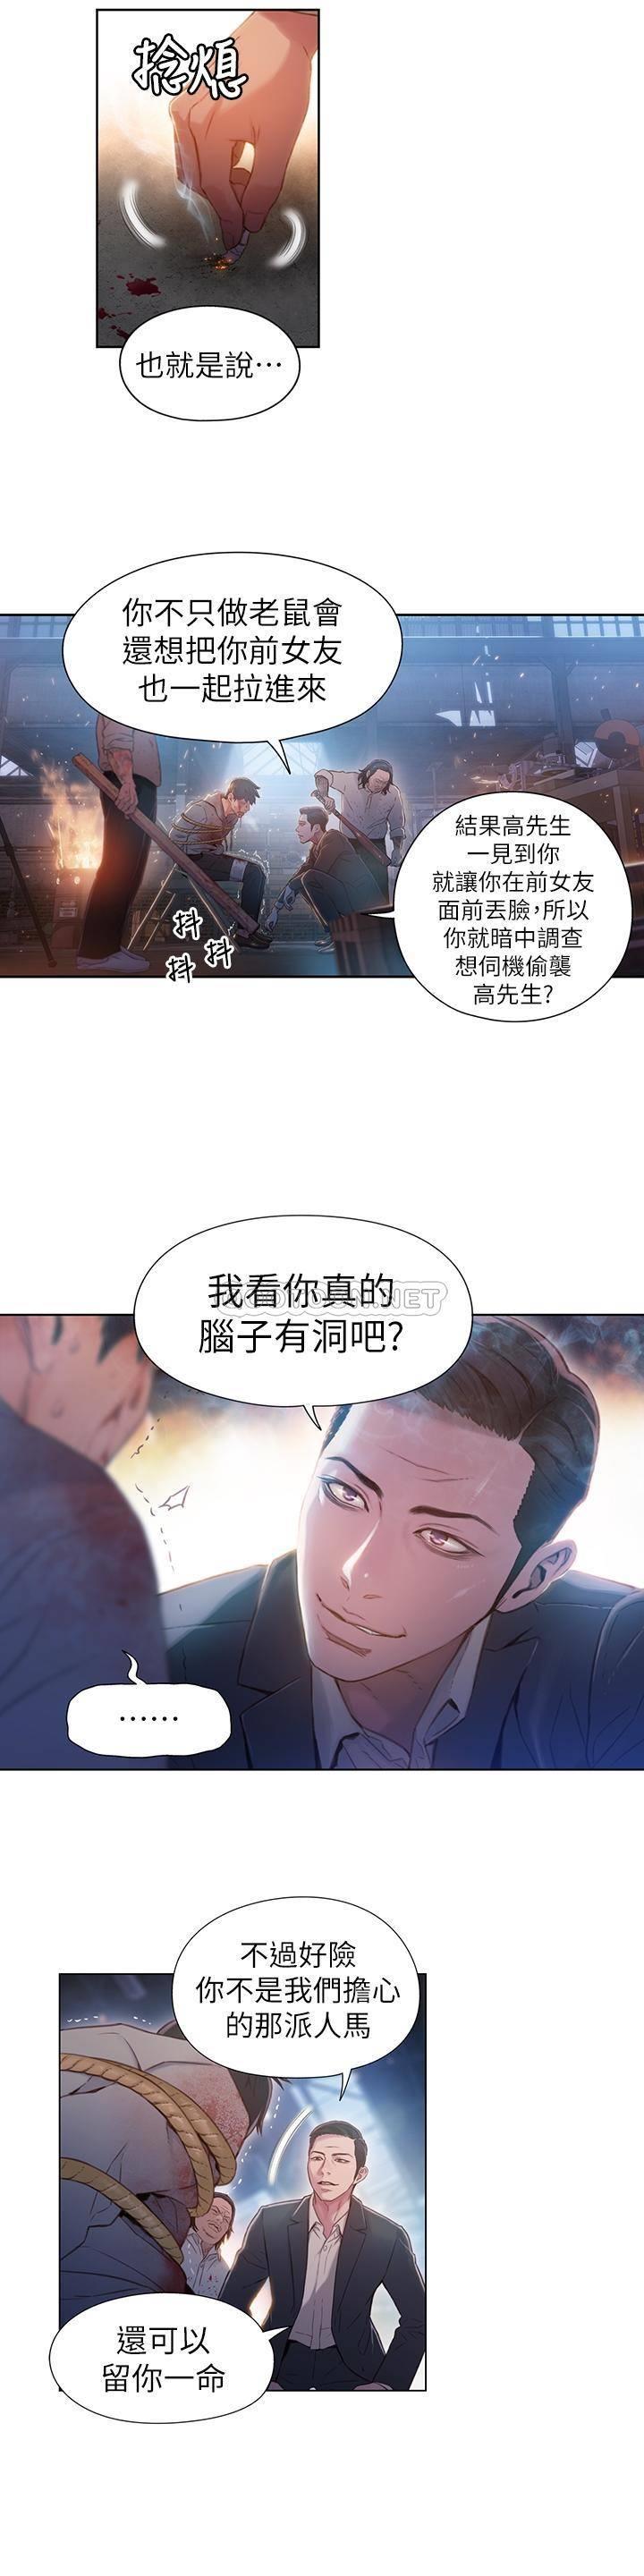 捻熄
也就是說…
你不只做老鼠會
還想把你前女友
也一起拉進來
結果高先生
一見到你
就讓你在前女友
面前丟臉，所以
你就暗中調查
想伺機偷襲
高先生?
抖抖
抖抖
我看你真的
腦子有洞吧?
……
不過好險
你不是我們擔心
的那派人馬
還可以
留你一命